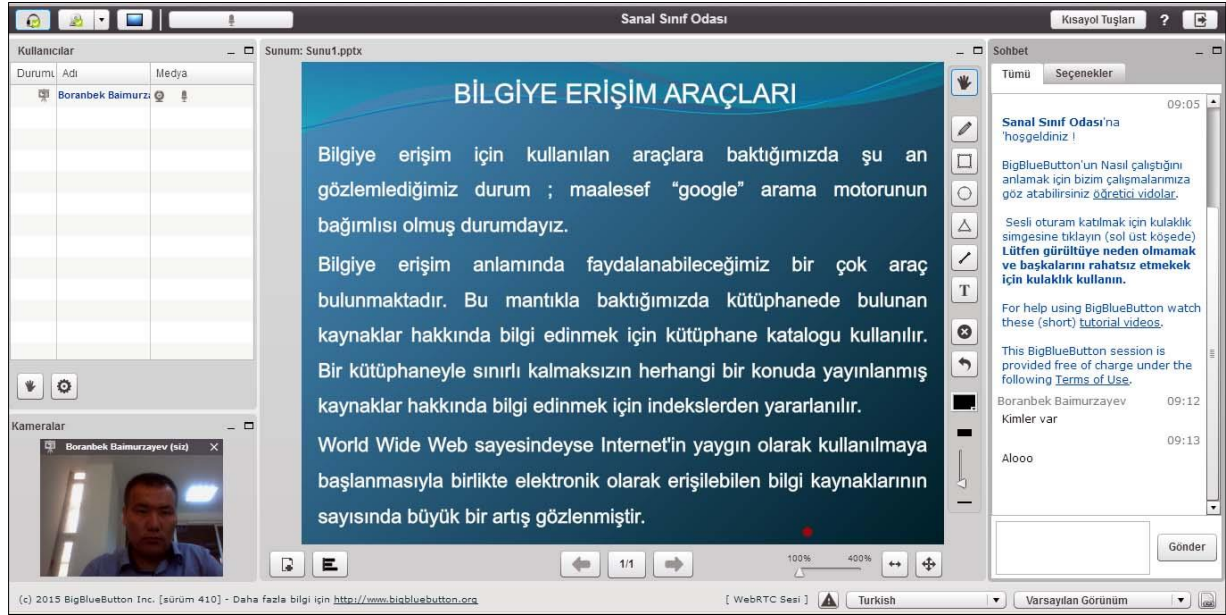 Sanal Sınıf Odası
Kısayol Tuşları
?
Kullanıcılar
Durumu Adı Medya
Boranbek Baimurza
Kameralar
Boranbek Baimurzayev (siz) X
Sunum: Sunu1.pptx
BİLGİYE ERİŞİM ARAÇLARI
Bilgiye erişim için kullanılan araçlara baktığımızda şu an
gözlemlediğimiz durum ; maalesef “google” arama motorunun
bağımlısı olmuş durumdayız.
Bilgiye erişim anlamında faydalanabileceğimiz bir çok araç
bulunmaktadır. Bu mantıkla baktığımızda kütüphanede bulunan
kaynaklar hakkında bilgi edinmek için kütüphane katalogu kullanılır.
Bir kütüphaneyle sınırlı kalmaksızın herhangi bir konuda yayınlanmış
kaynaklar hakkında bilgi edinmek için indekslerden yararlanılır.
World Wide Web sayesindeyse Internet'in yaygın olarak kullanılmaya
başlanmasıyla birlikte elektronik olarak erişilebilen bilgi kaynaklarının
sayısında büyük bir artış gözlenmiştir.
T
1/1
100% 400%
Sohbet
Tümü Seçenekler
09:05
Sanal Sınıf Odası'na
'hoşgeldiniz !
BigBlueButton'un Nasıl çalıştığını
anlamak için bizim çalışmalarımıza
göz atabilirsiniz öğretici vidolar.
Sesli oturam katılmak için kulaklık
simgesine tıklayın (sol üst köşede)
Lütfen gürültüye neden olmamak
ve başkalarını rahatsız etmekek
için kulaklık kullanın.
For help using BigBlueButton watch
these (short) tutorial videos.
This BigBlueButton session is
provided free of charge under the
following Terms of Use.
Boranbek Baimurzayev 09:12
Kimler var
09:13
Alooo
Gönder
(c) 2015 BigBlueButton Inc. [sürüm 410] - Daha fazla bilgi için http://www.bigbluebutton.org
[ WebRTC Sesi ] Turkish Varsayılan Görünüm